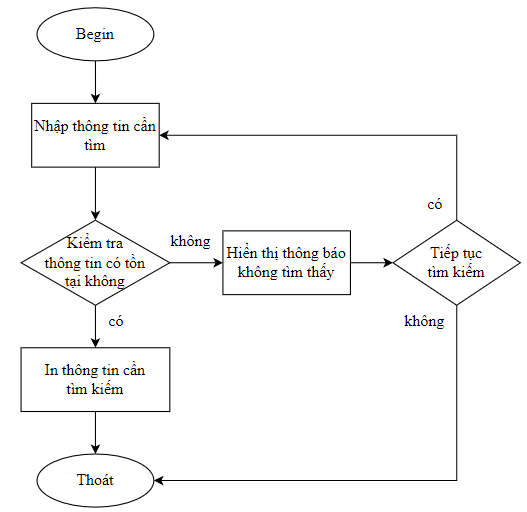 Begin
Nhập thông tin cần
tìm
Kiểm tra
thông tin có tồn
tại không
không
Hiển thị thông báo
không tìm thấy
Tiếp tục
tìm kiếm
có
không
có
In thông tin cần
tìm kiếm
Thoát